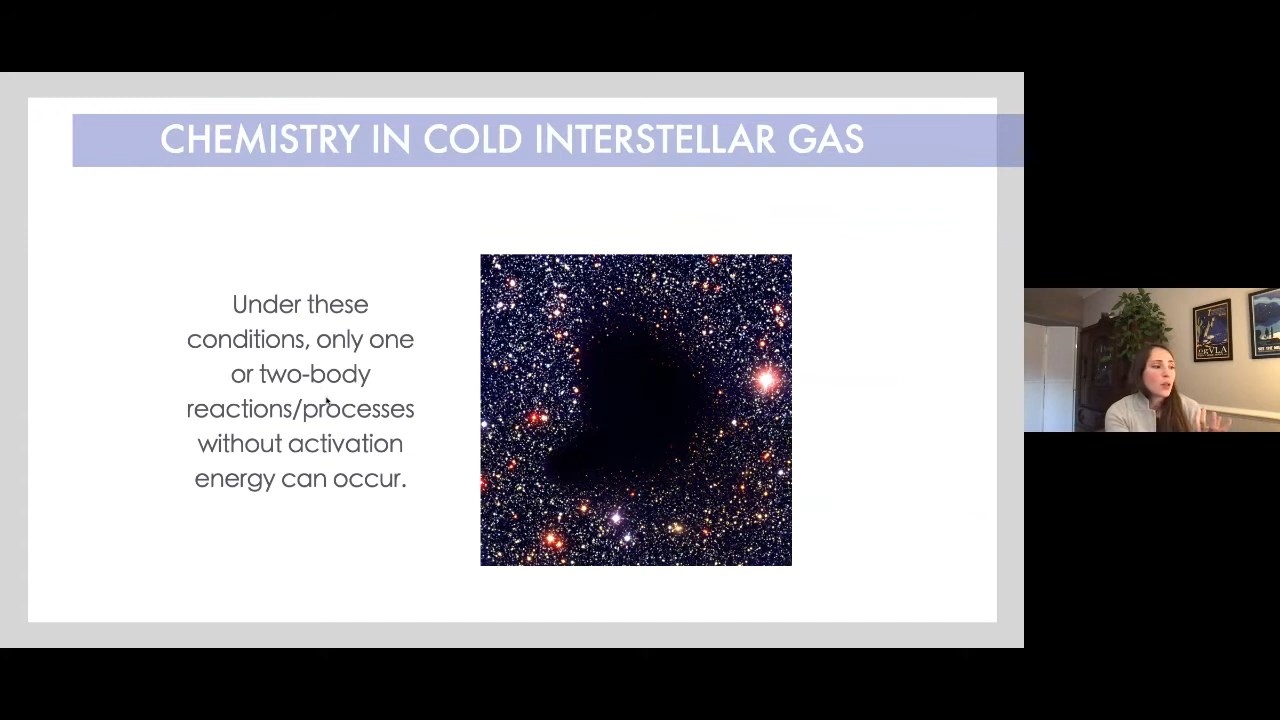 CHEMISTRY IN COLD INTERSTELLAR GAS
Under these
conditions, only one
or two-body
reactions/processes
without activation
energy can occur.